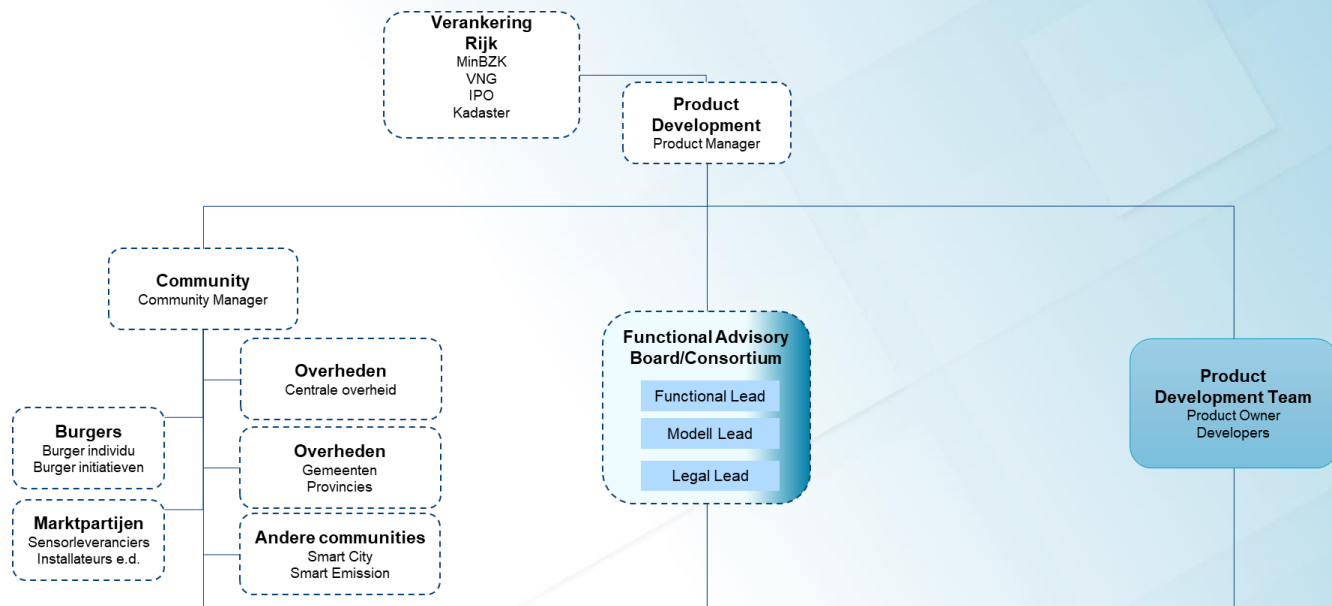 Verankering
Rijk
MinBZK
VNG
IPO
Kadaster
Product
Development
Product Manager
Community
Community Manager
Overheden
Centrale overheid
Burgers
Burger individu
Burger initiatieven
Overheden
Gemeenten
Provincies
Marktpartijen
Sensorleveranciers
Installateurs e.d.
Andere communities
Smart City
Smart Emission
Functional Advisory
Board/Consortium
Functional Lead
Modell Lead
Legal Lead
Product
Development Team
Product Owner
Developers